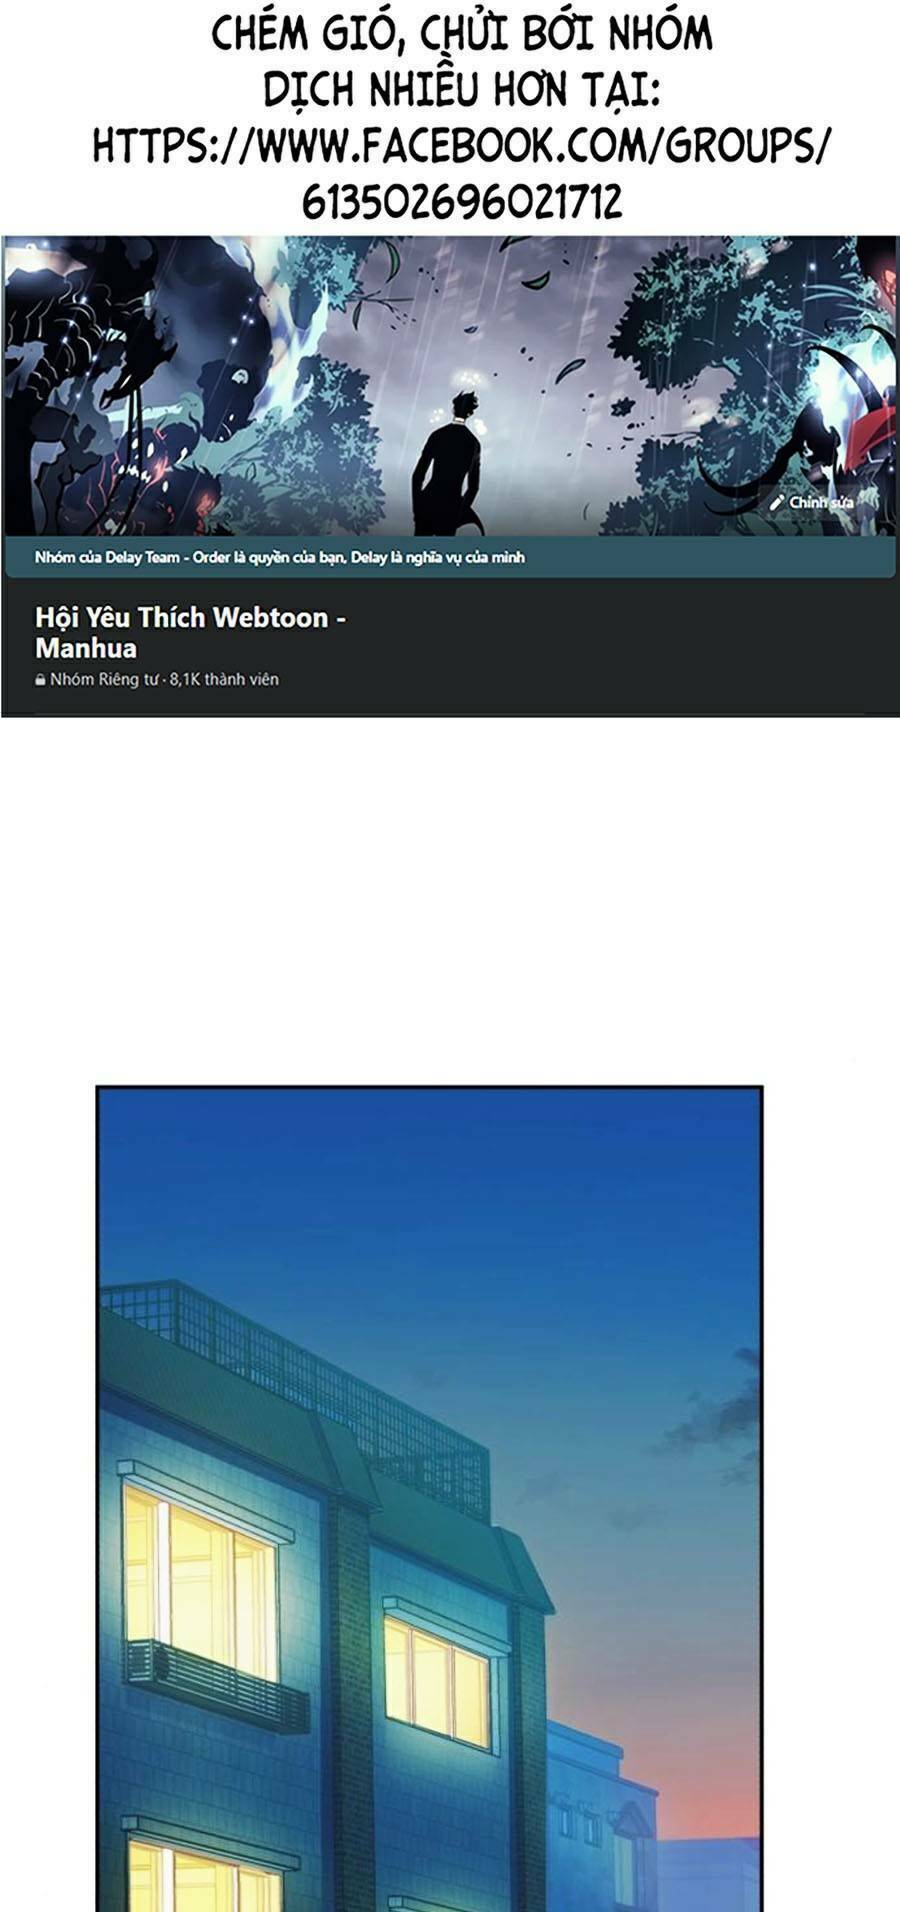 CHÉM GIÓ, CHỬI BỚI NHÓM
DỊCH NHIỀU HƠN TẠI:
HTTPS://WWW.FACEBOOK.COM/GROUPS/
613502696021712
Chỉnh sửa
Nhóm của Delay Team - Order là quyền của bạn, Delay là nghĩa vụ của mình
Hội Yêu Thích Webtoon -
Manhua
Nhóm Riêng tư · 8,1K thành viên